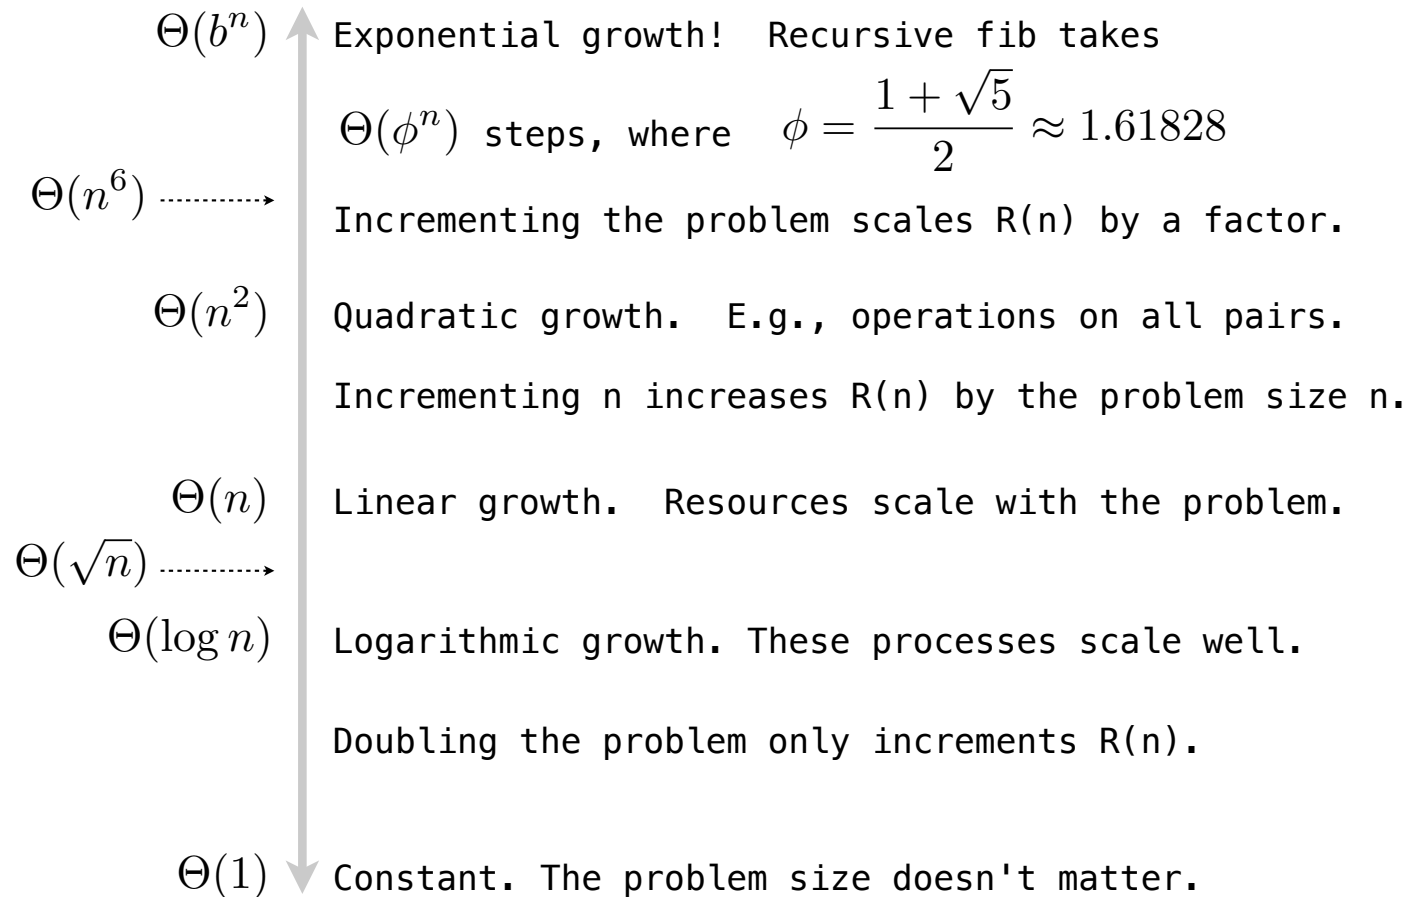 Θ(bⁿ) Exponential growth!  Recursive fib takes
Θ(ϕⁿ) steps, where ϕ = (1 + √5)/2 ≈ 1.61828
Θ(n⁶)
Incrementing the problem scales R(n) by a factor.
Θ(n²) Quadratic growth.  E.g., operations on all pairs.
Incrementing n increases R(n) by the problem size n.
Θ(n) Linear growth.  Resources scale with the problem.
Θ(√n)
Θ(log n) Logarithmic growth. These processes scale well.
Doubling the problem only increments R(n).
Θ(1) Constant. The problem size doesn't matter.